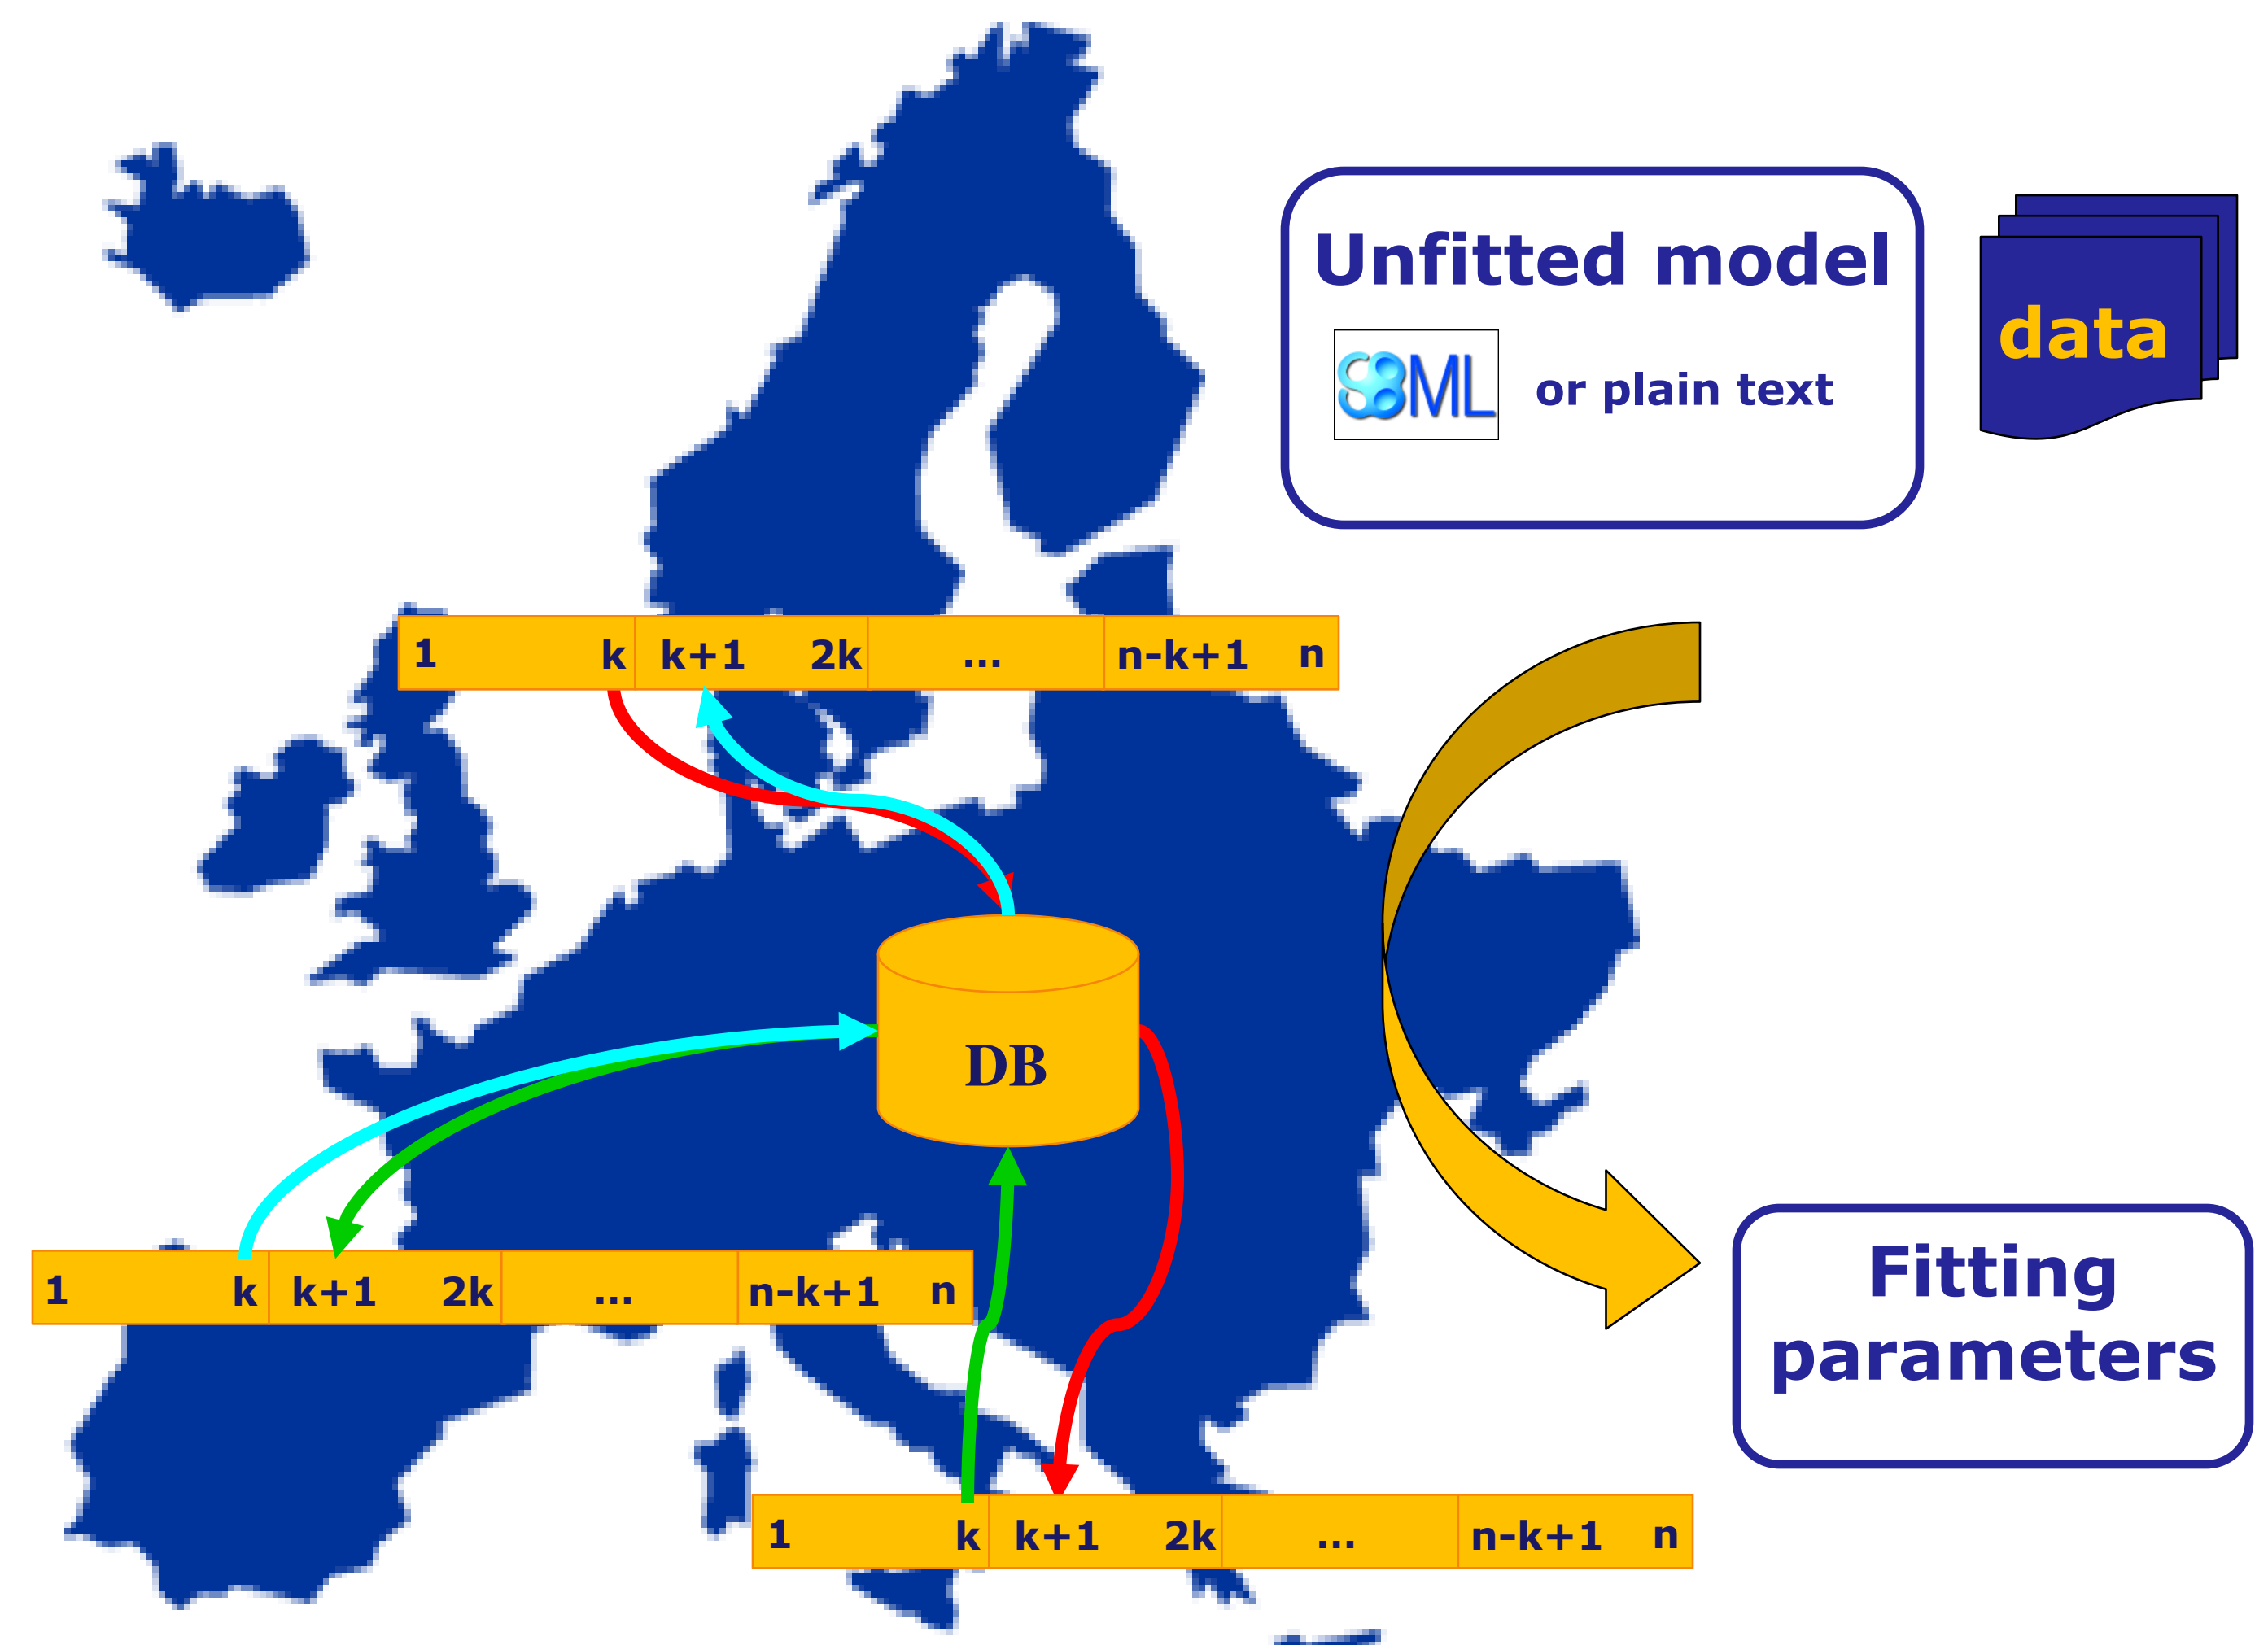 Unfitted model
SBML or plain text
data
1 k k+1 2k ... n-k+1 n
DB
1 k k+1 2k ... n-k+1 n
Fitting
parameters
1 k k+1 2k ... n-k+1 n